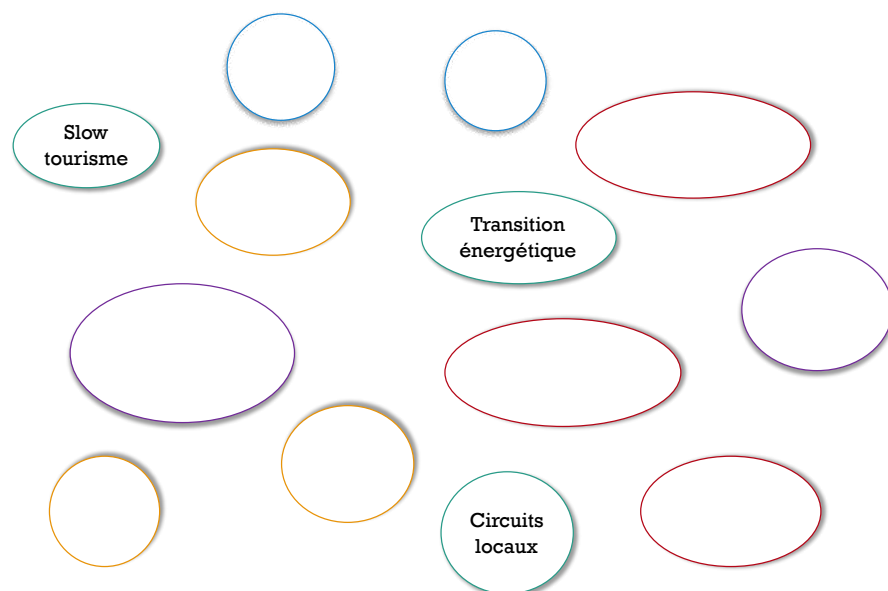 Slow
tourisme
Transition
énergétique
Circuits
locaux